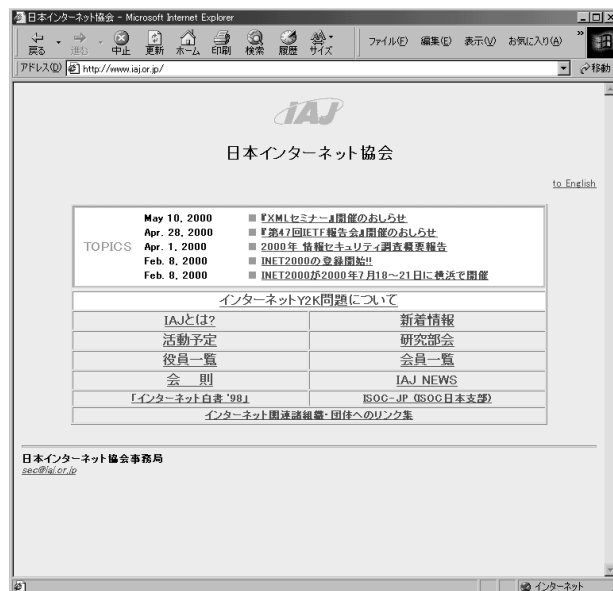 日本インターネット協会 - Microsoft Internet Explorer
戻る 進む 中止 更新 ホーム 印刷 検索 履歴 サイズ ファイル(F) 編集(E) 表示(V) お気に入り(A) »
アドレス(D) http://www.iaj.or.jp/ 移動
iAJ
日本インターネット協会
to English
TOPICS
May 10, 2000 ■『XMLセミナー』開催のおしらせ
Apr. 28, 2000 ■『第47回IETF報告会』開催のおしらせ
Apr. 1, 2000 ■2000年 情報セキュリティ調査概要報告
Feb. 8, 2000 ■INET2000の登録開始!!
Feb. 8, 2000 ■INET2000が2000年7月18～21日に横浜で開催
インターネットY2K問題について
IAJとは? 新着情報
活動予定 研究部会
役員一覧 会員一覧
会 則 IAJ NEWS
「インターネット白書 '98」 ISOC-JP (ISOC日本支部)
インターネット関連諸組織・団体へのリンク集
日本インターネット協会事務局
sec@iaj.or.jp
インターネット